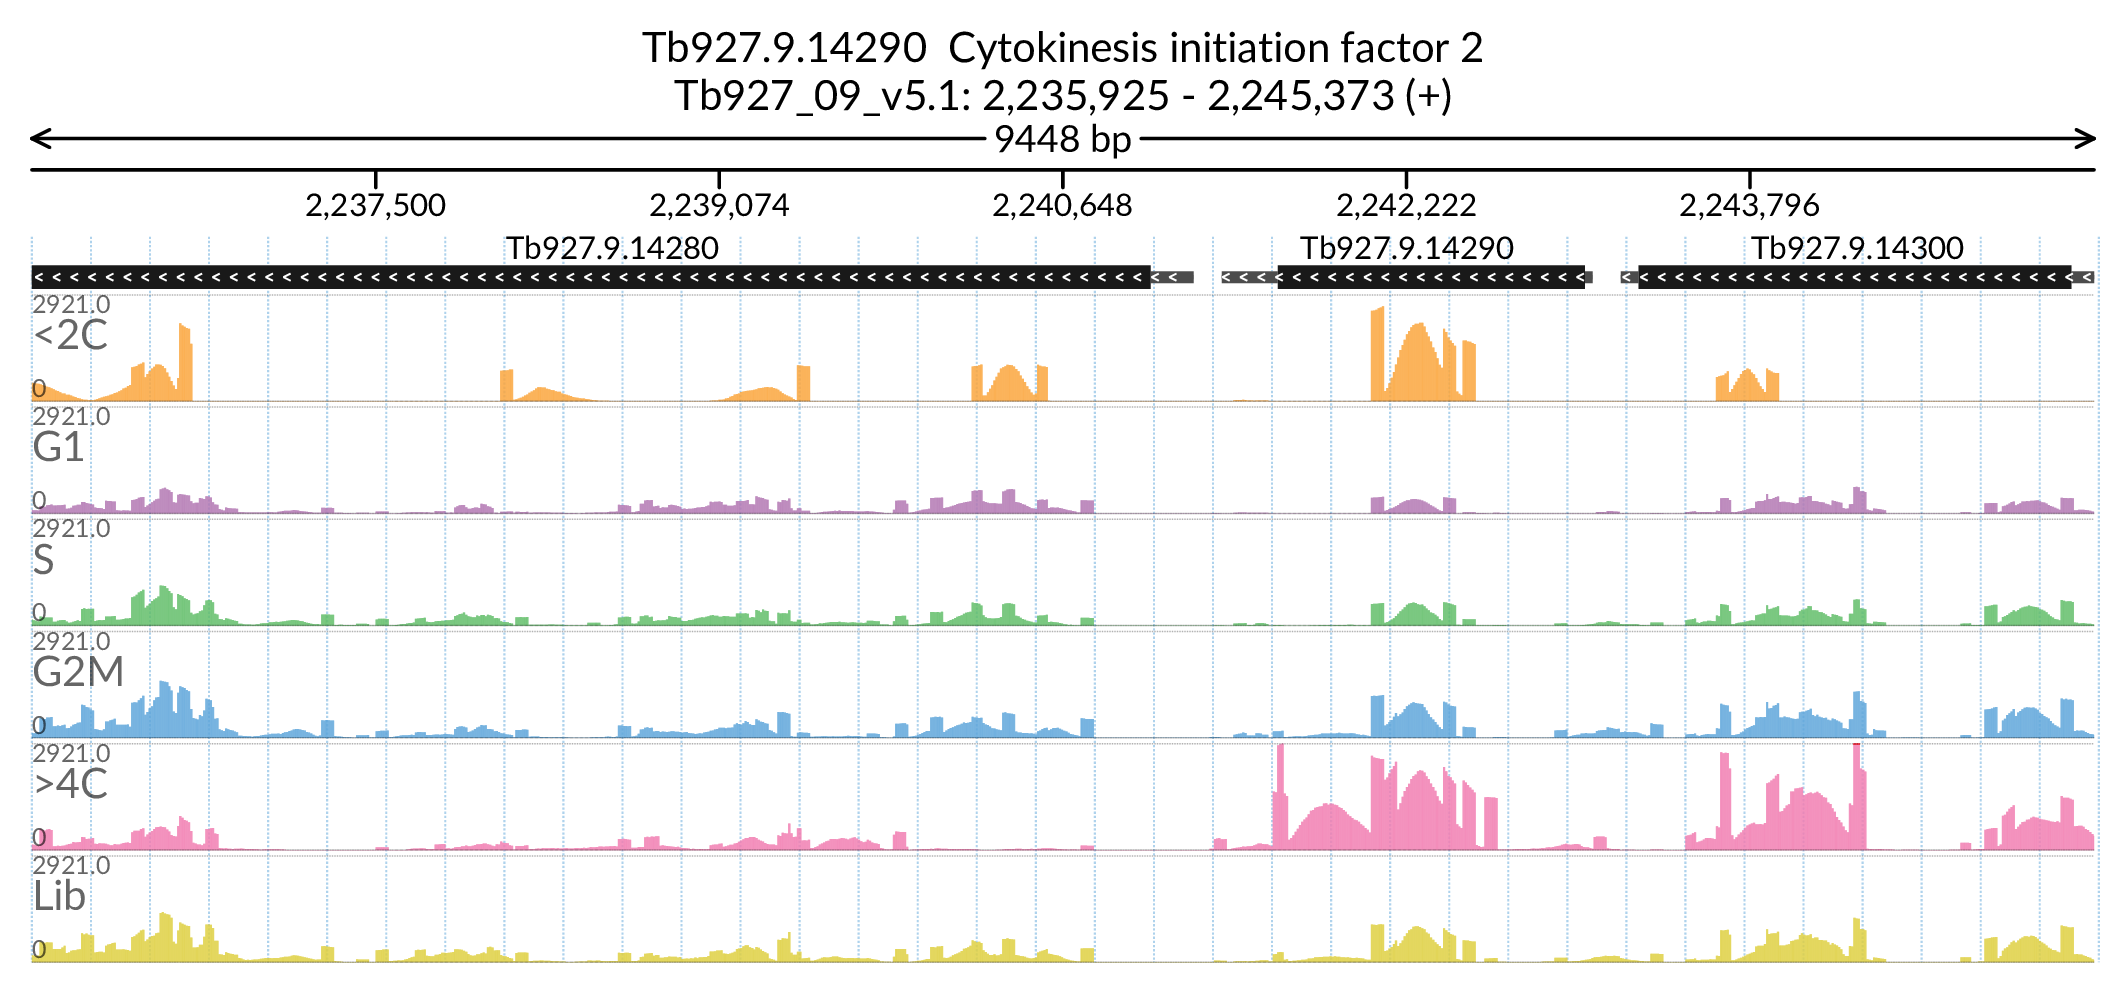 Tb927.9.14290 Cytokinesis initiation factor 2
Tb927_09_v5.1: 2,235,925 - 2,245,373 (+)
9448 bp
2,237,500 2,239,074 2,240,648 2,242,222 2,243,796
Tb927.9.14280 Tb927.9.14290 Tb927.9.14300
2921.0
<2C
0
2921.0
G1
0
2921.0
S
0
2921.0
G2M
0
2921.0
>4C
0
2921.0
Lib
0